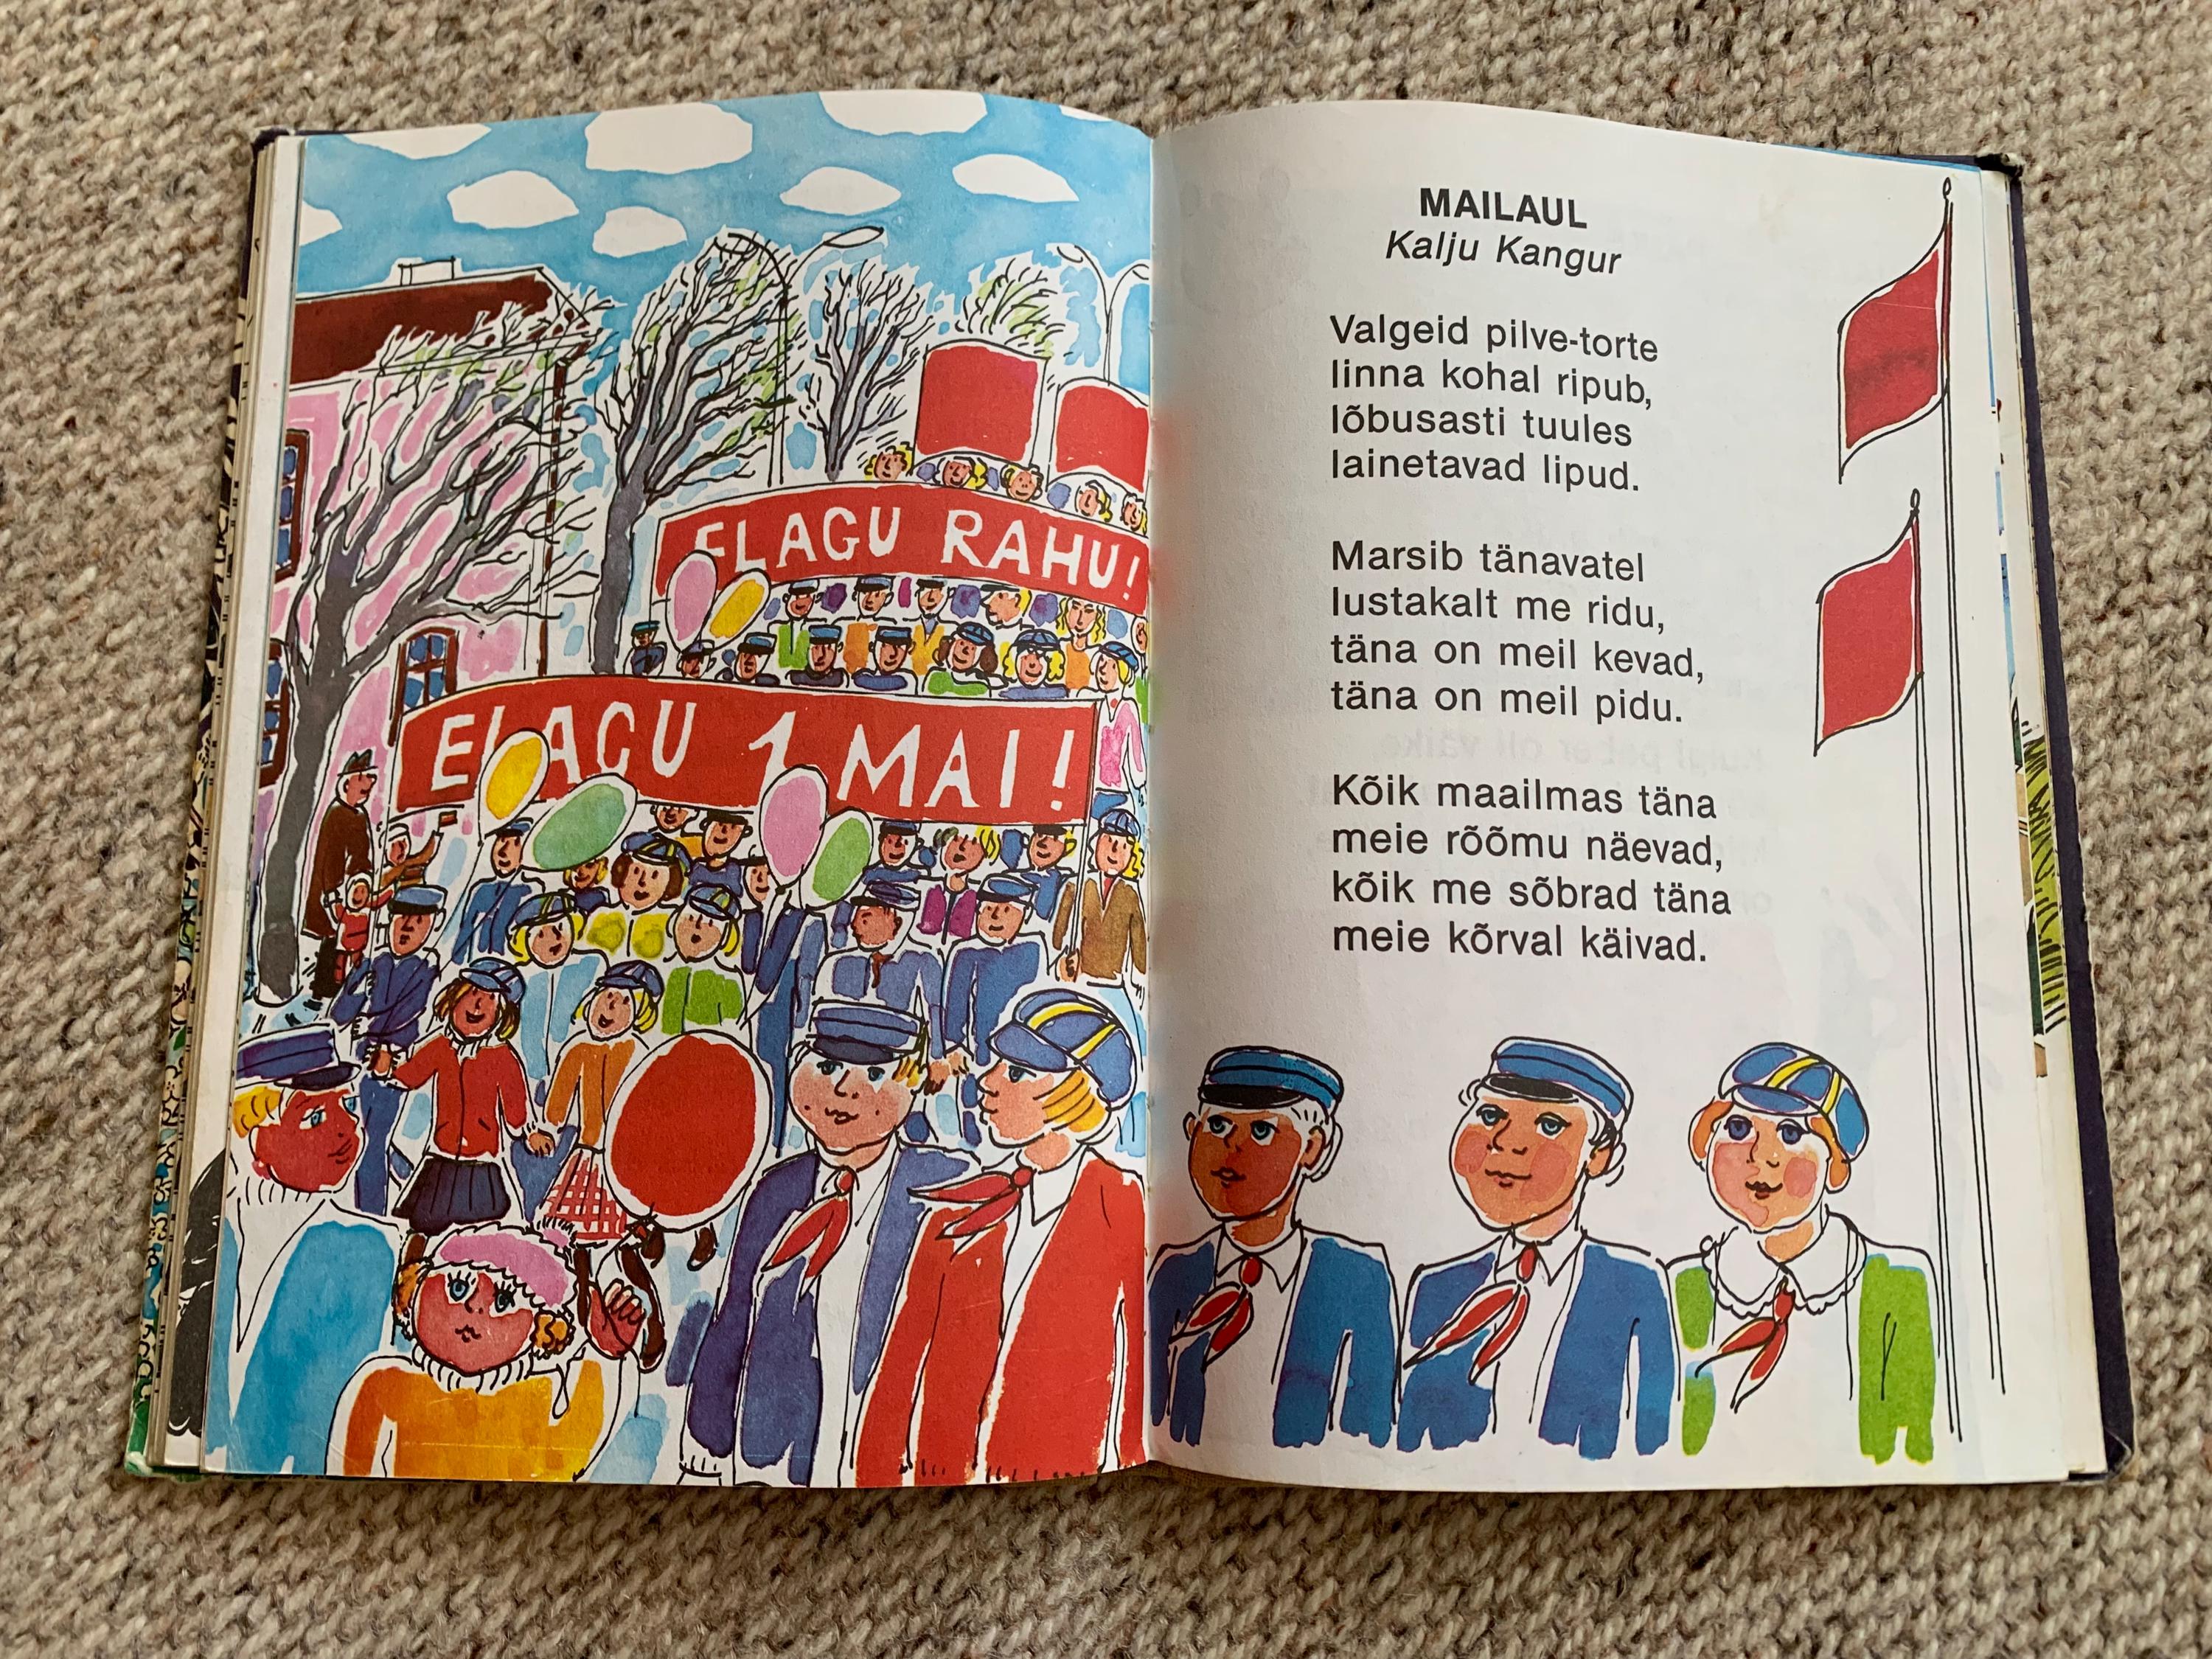 ELAGU RAHU!
ELAGU 1 MAI!
MAILAUL
Kalju Kangur
Valgeid pilve-torte
linna kohal ripub,
lõbusasti tuules
lainetavad lipud.
Marsib tänavatel
lustakalt me ridu,
täna on meil kevad,
täna on meil pidu.
Kõik maailmas täna
meie rõõmu näevad,
kõik me sõbrad täna
meie kõrval käivad.